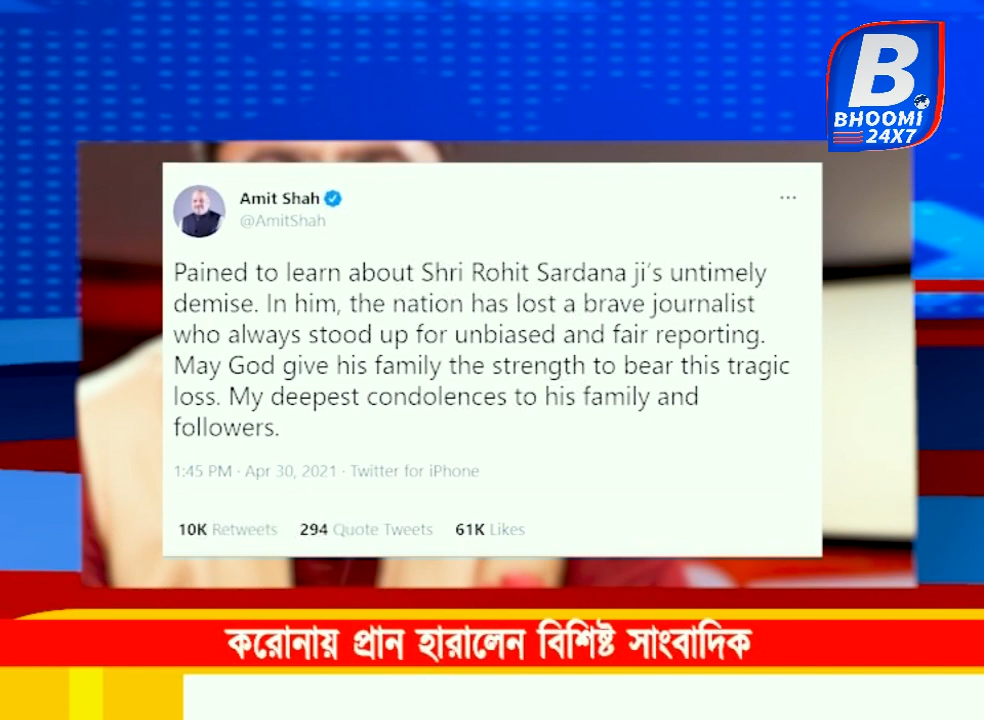 B
BHOOMI
24X7
Amit Shah
@AmitShah
Pained to learn about Shri Rohit Sardana ji's untimely
demise. In him, the nation has lost a brave journalist
who always stood up for unbiased and fair reporting.
May God give his family the strength to bear this tragic
loss. My deepest condolences to his family and
followers.
1:45 PM · Apr 30, 2021 · Twitter for iPhone
10K Retweets 294 Quote Tweets 61K Likes
করোনায় প্রান হারালেন বিশিষ্ট সাংবাদিক